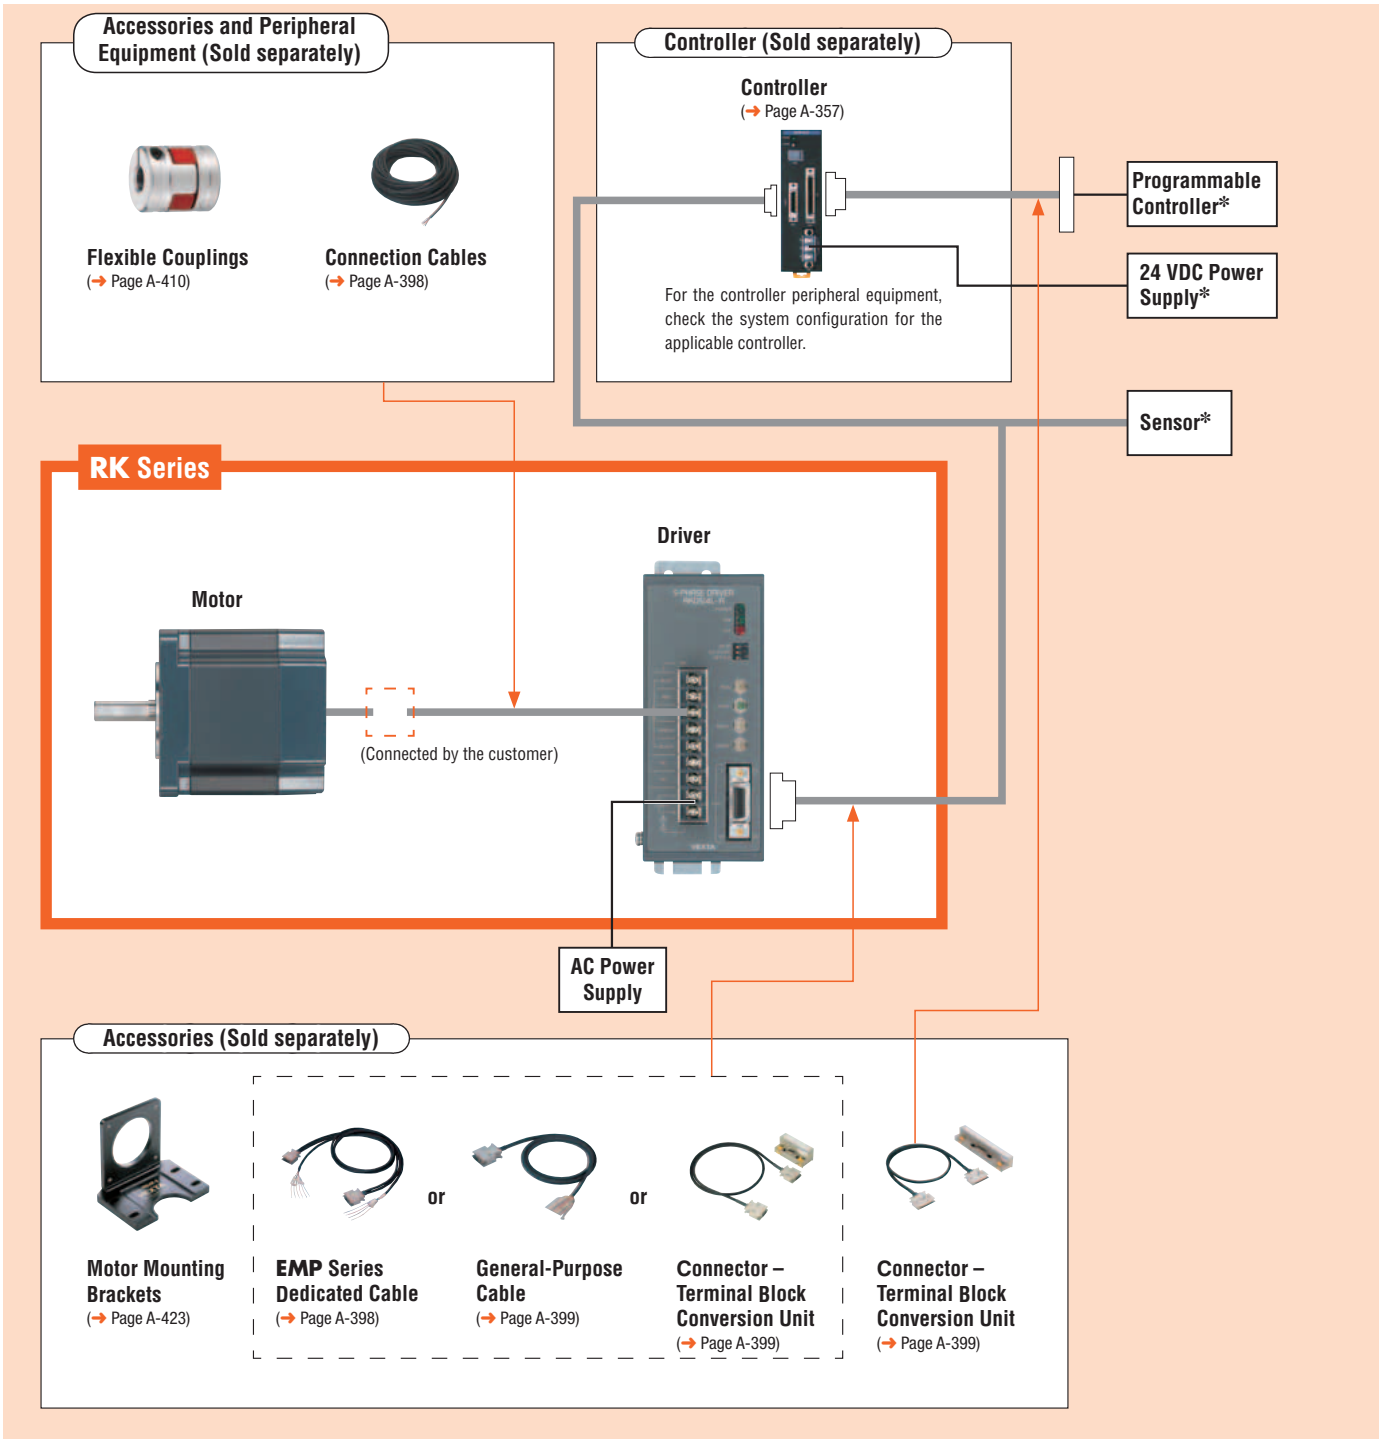 Accessories and Peripheral
Equipment (Sold separately)
Flexible Couplings
(➜ Page A-410)
Connection Cables
(➜ Page A-398)
Controller (Sold separately)
Controller
(➜ Page A-357)
For the controller peripheral equipment,
check the system configuration for the
applicable controller.
Programmable
Controller*
24 VDC Power
Supply*
Sensor*
RK Series
Motor
(Connected by the customer)
Driver
5-PHASE DRIVER
VEXTA
AC Power
Supply
Accessories (Sold separately)
Motor Mounting
Brackets
(➜ Page A-423)
EMP Series
Dedicated Cable
(➜ Page A-398)
or
General-Purpose
Cable
(➜ Page A-399)
or
Connector –
Terminal Block
Conversion Unit
(➜ Page A-399)
Connector –
Terminal Block
Conversion Unit
(➜ Page A-399)